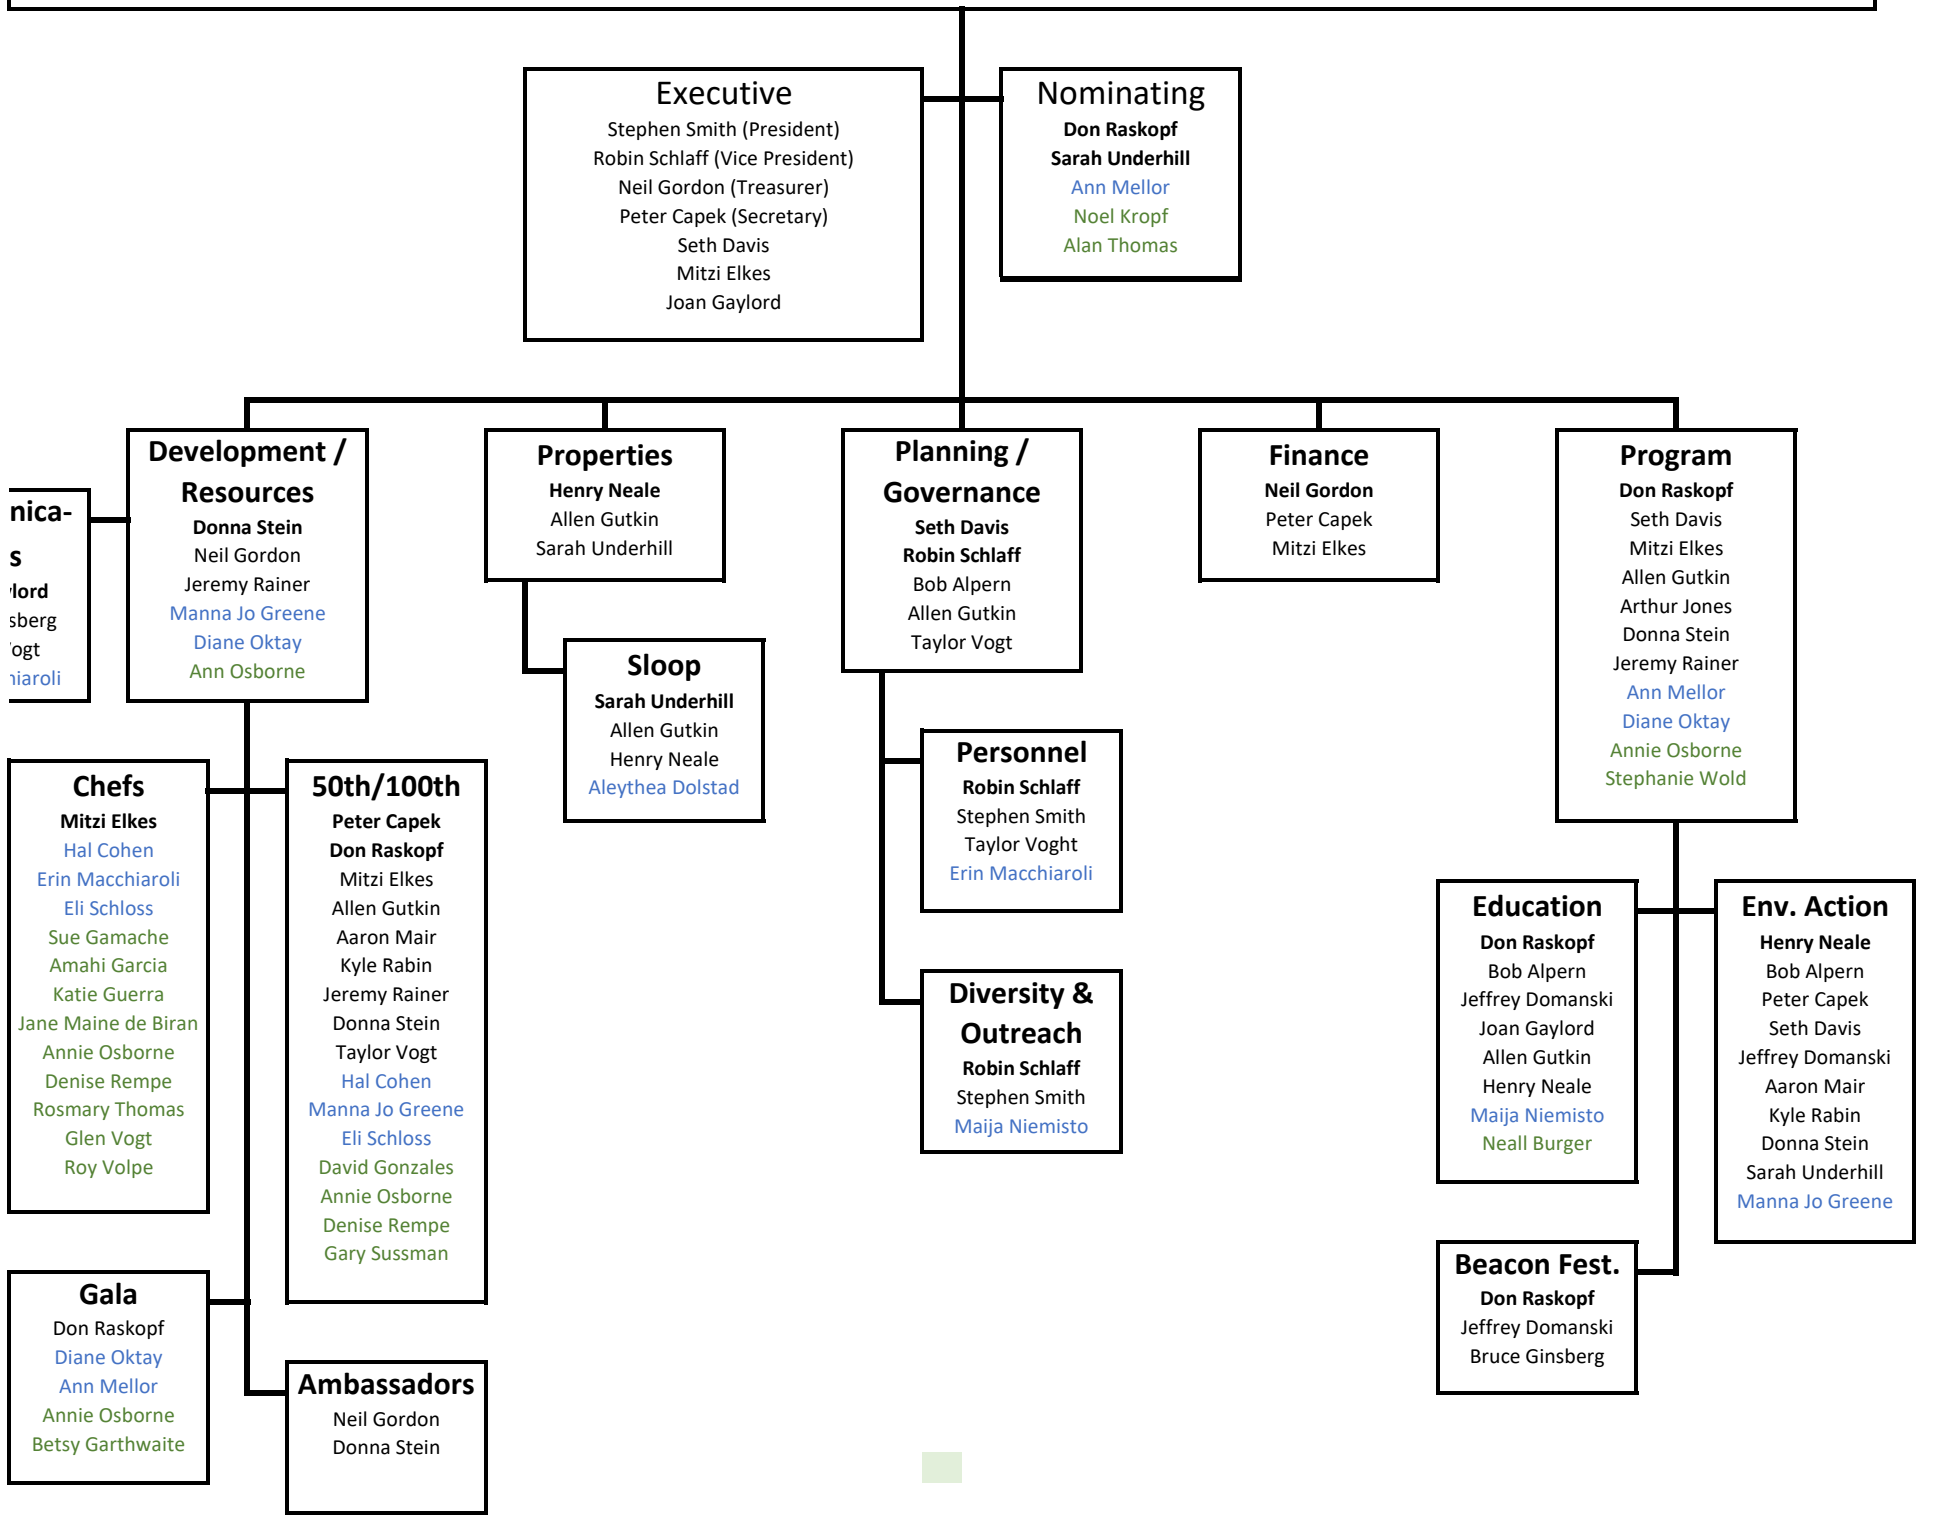 Executive
Stephen Smith (President)
Robin Schlaff (Vice President)
Neil Gordon (Treasurer)
Peter Capek (Secretary)
Seth Davis
Mitzi Elkes
Joan Gaylord
Nominating
Don Raskopf
Sarah Underhill
Ann Mellor
Noel Kropf
Alan Thomas
nica-
s
lord
sberg
ogt
hiaroli
Development /
Resources
Donna Stein
Neil Gordon
Jeremy Rainer
Manna Jo Greene
Diane Oktay
Ann Osborne
Properties
Henry Neale
Allen Gutkin
Sarah Underhill
Planning /
Governance
Seth Davis
Robin Schlaff
Bob Alpern
Allen Gutkin
Taylor Vogt
Finance
Neil Gordon
Peter Capek
Mitzi Elkes
Program
Don Raskopf
Seth Davis
Mitzi Elkes
Allen Gutkin
Arthur Jones
Donna Stein
Jeremy Rainer
Ann Mellor
Diane Oktay
Annie Osborne
Stephanie Wold
Sloop
Sarah Underhill
Allen Gutkin
Henry Neale
Aleythea Dolstad
Personnel
Robin Schlaff
Stephen Smith
Taylor Voght
Erin Macchiaroli
Chefs
Mitzi Elkes
Hal Cohen
Erin Macchiaroli
Eli Schloss
Sue Gamache
Amahi Garcia
Katie Guerra
Jane Maine de Biran
Annie Osborne
Denise Rempe
Rosmary Thomas
Glen Vogt
Roy Volpe
50th/100th
Peter Capek
Don Raskopf
Mitzi Elkes
Allen Gutkin
Aaron Mair
Kyle Rabin
Jeremy Rainer
Donna Stein
Taylor Vogt
Hal Cohen
Manna Jo Greene
Eli Schloss
David Gonzales
Annie Osborne
Denise Rempe
Gary Sussman
Diversity &
Outreach
Robin Schlaff
Stephen Smith
Maija Niemisto
Education
Don Raskopf
Bob Alpern
Jeffrey Domanski
Joan Gaylord
Allen Gutkin
Henry Neale
Maija Niemisto
Neall Burger
Env. Action
Henry Neale
Bob Alpern
Peter Capek
Seth Davis
Jeffrey Domanski
Aaron Mair
Kyle Rabin
Donna Stein
Sarah Underhill
Manna Jo Greene
Gala
Don Raskopf
Diane Oktay
Ann Mellor
Annie Osborne
Betsy Garthwaite
Ambassadors
Neil Gordon
Donna Stein
Beacon Fest.
Don Raskopf
Jeffrey Domanski
Bruce Ginsberg